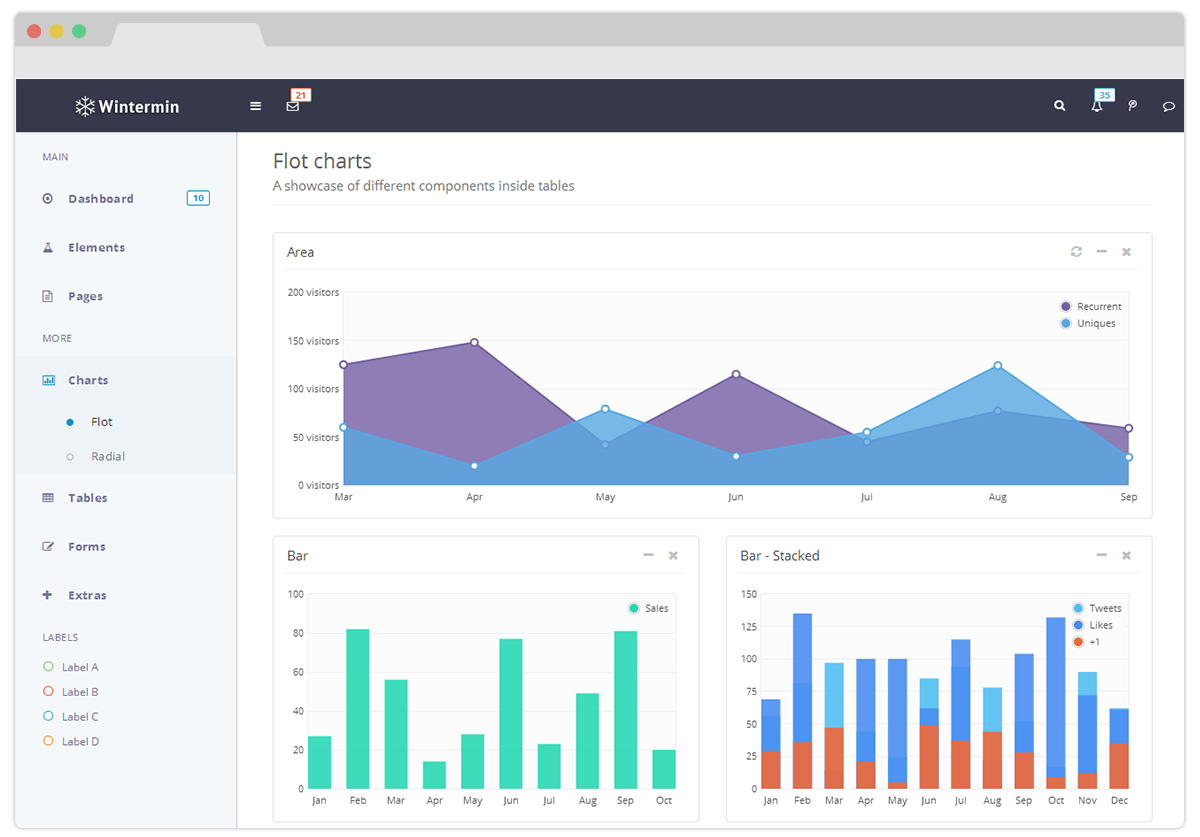 Wintermin
21
35
MAIN
Dashboard 10
Elements
Pages
MORE
Charts
Flot
Radial
Tables
Forms
Extras
LABELS
Label A
Label B
Label C
Label D
Flot charts
A showcase of different components inside tables
Area
200 visitors
150 visitors
100 visitors
50 visitors
0 visitors
Recurrent
Uniques
Mar Apr May Jun Jul Aug Sep
Bar
100
80
60
40
20
0
Sales
Jan Feb Mar Apr May Jun Jul Aug Sep Oct
Bar - Stacked
150
125
100
75
50
25
0
Tweets
Likes
+1
Jan Feb Mar Apr May Jun Jul Aug Sep Oct Nov Dec